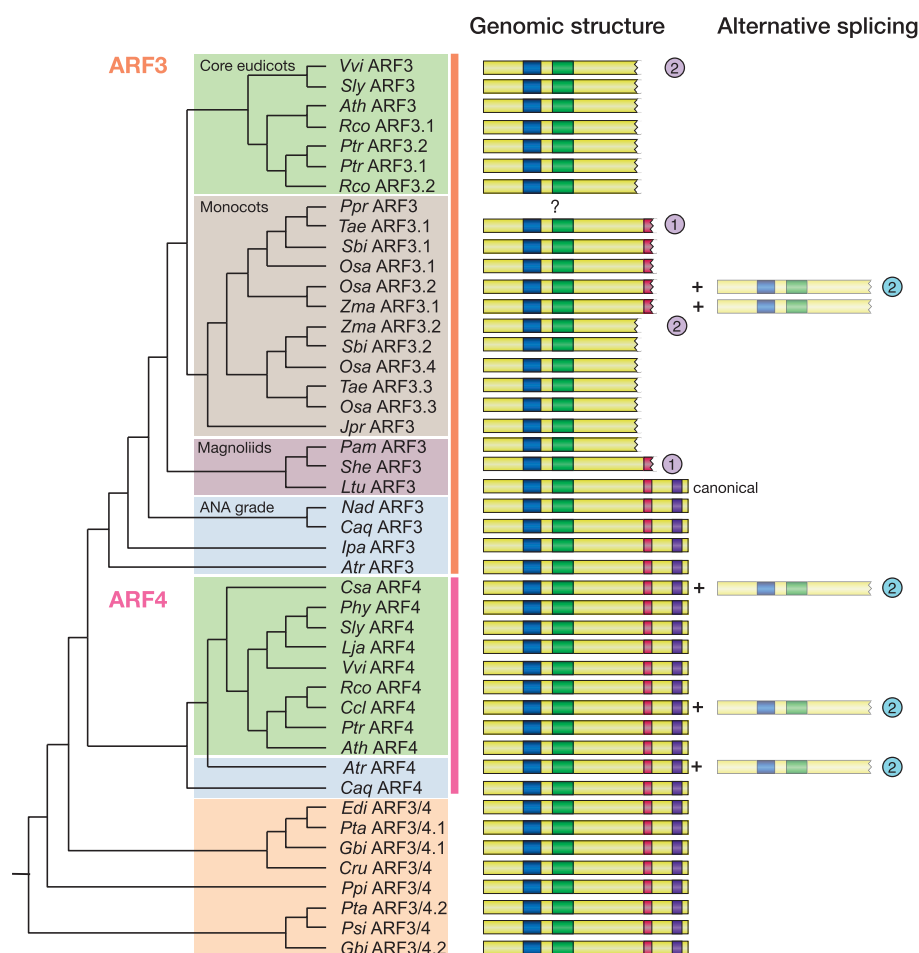 Genomic structure Alternative splicing
ARF3
Core eudicots
Vvi ARF3 2
Sly ARF3
Ath ARF3
Rco ARF3.1
Ptr ARF3.2
Ptr ARF3.1
Rco ARF3.2
Monocots
Ppr ARF3 ?
Tae ARF3.1 1
Sbi ARF3.1
Osa ARF3.1
Osa ARF3.2 + 2
Zma ARF3.1 +
Zma ARF3.2 2
Sbi ARF3.2
Osa ARF3.4
Tae ARF3.3
Osa ARF3.3
Jpr ARF3
Magnoliids
Pam ARF3
She ARF3 1
Ltu ARF3 canonical
ANA grade
Nad ARF3
Caq ARF3
Ipa ARF3
Atr ARF3
ARF4
Csa ARF4 + 2
Phy ARF4
Sly ARF4
Lja ARF4
Vvi ARF4
Rco ARF4
Ccl ARF4 + 2
Ptr ARF4
Ath ARF4
Atr ARF4 + 2
Caq ARF4
Edi ARF3/4
Pta ARF3/4.1
Gbi ARF3/4.1
Cru ARF3/4
Ppi ARF3/4
Pta ARF3/4.2
Psi ARF3/4
Gbi ARF3/4.2